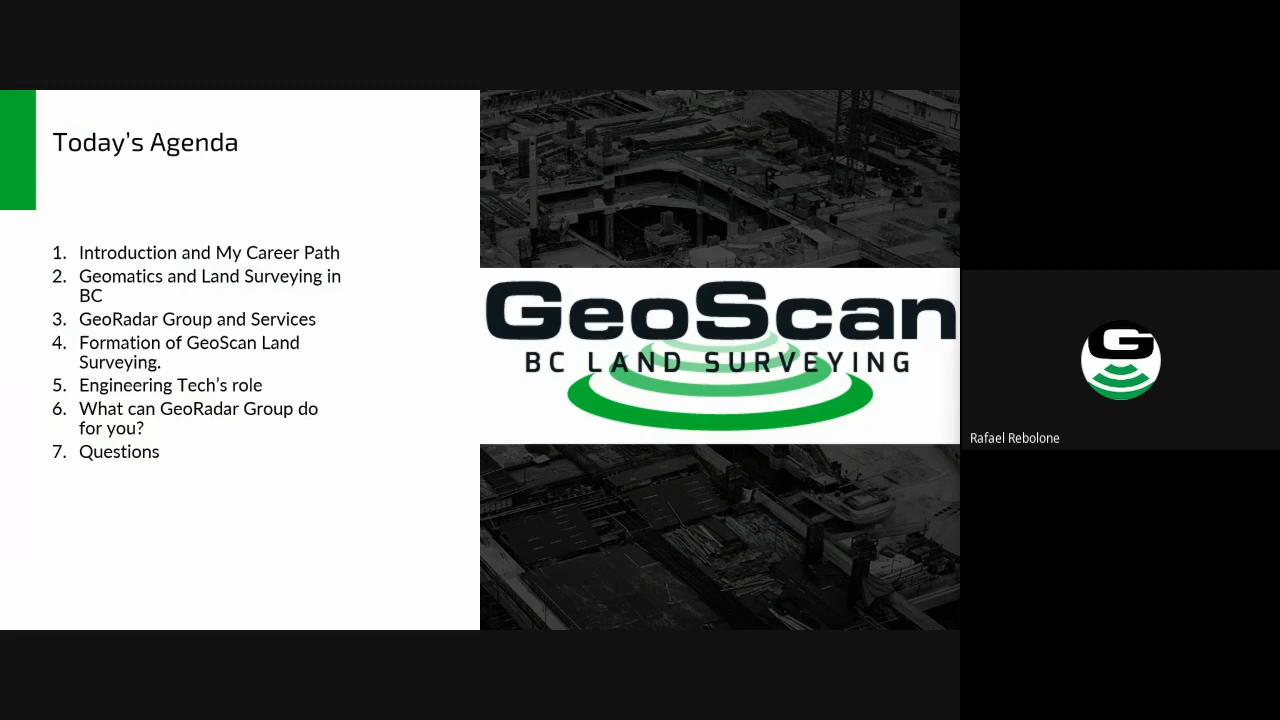 Today's Agenda
1. Introduction and My Career Path
2. Geomatics and Land Surveying in
BC
3. GeoRadar Group and Services
4. Formation of GeoScan Land
Surveying.
5. Engineering Tech's role
6. What can GeoRadar Group do
for you?
7. Questions
GeoScan
BC LAND SURVEYING
G
Rafael Rebolone